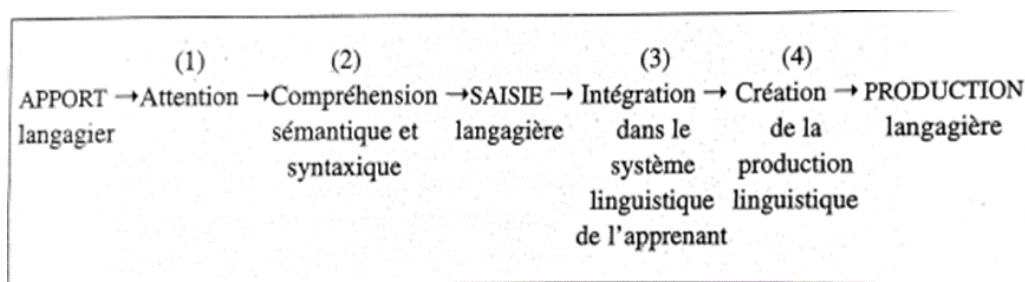 (1) (2) (3) (4)
APPORT → Attention → Compréhension → SAISIE → Intégration → Création → PRODUCTION
langagier sémantique et langagière dans le de la langagière
syntaxique système production
linguistique linguistique
de l'apprenant